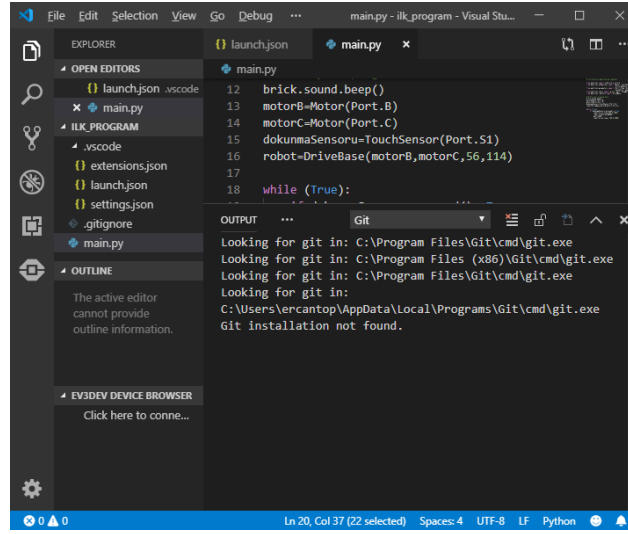 File Edit Selection View Go Debug ··· main.py - ilk_program - Visual Stu...
EXPLORER
OPEN EDITORS
{} launch.json .vscode
main.py
ILK_PROGRAM
.vscode
{} extensions.json
{} launch.json
{} settings.json
.gitignore
main.py
OUTLINE
The active editor
cannot provide
outline information.
EV3DEV DEVICE BROWSER
Click here to conne...
{} launch.json main.py
main.py
12 brick.sound.beep()
13 motorB=Motor(Port.B)
14 motorC=Motor(Port.C)
15 dokunmaSensoru=TouchSensor(Port.S1)
16 robot=DriveBase(motorB,motorC,56,114)
17
18 while (True):
OUTPUT ··· Git
Looking for git in: C:\Program Files\Git\cmd\git.exe
Looking for git in: C:\Program Files (x86)\Git\cmd\git.exe
Looking for git in: C:\Program Files\Git\cmd\git.exe
Looking for git in:
C:\Users\ercantop\AppData\Local\Programs\Git\cmd\git.exe
Git installation not found.
0 0 Ln 20, Col 37 (22 selected) Spaces: 4 UTF-8 LF Python